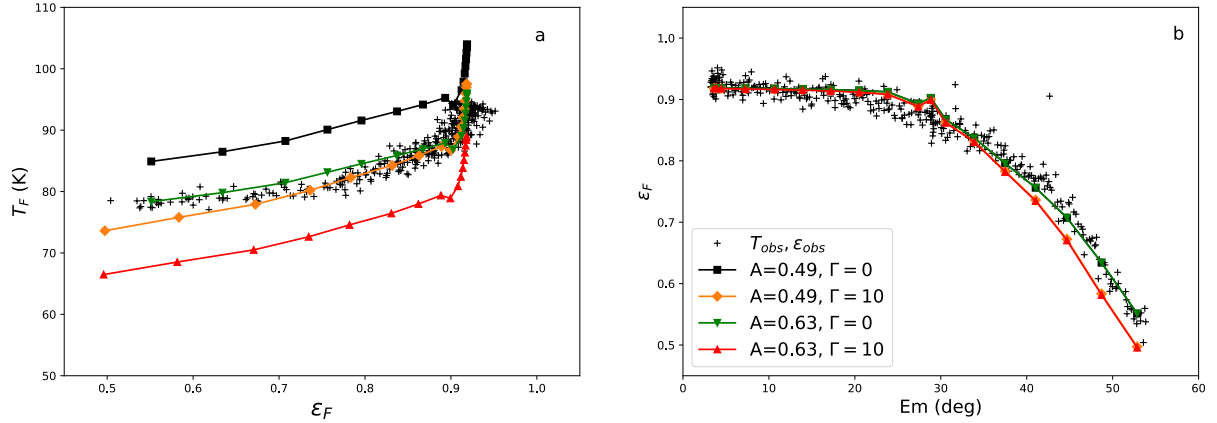 110
100
90
80
70
60
50
T_F (K)
a
0.5 0.6 0.7 0.8 0.9 1.0
ε_F
1.0
0.9
0.8
0.7
0.6
0.5
ε_F
b
T_obs, ε_obs
A=0.49, Γ = 0
A=0.49, Γ = 10
A=0.63, Γ = 0
A=0.63, Γ = 10
0 10 20 30 40 50 60
Em (deg)